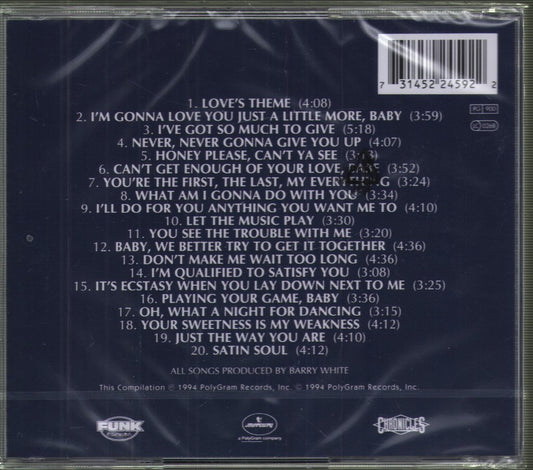 7 31452 24592 2
1. LOVE'S THEME (4:08)
2. I'M GONNA LOVE YOU JUST A LITTLE MORE, BABY (3:59)
3. I'VE GOT SO MUCH TO GIVE (5:18)
4. NEVER, NEVER GONNA GIVE YOU UP (4:07)
5. HONEY PLEASE, CAN'T YA SEE
6. CAN'T GET ENOUGH OF YOUR LOVE, BABE (3:52)
7. YOU'RE THE FIRST, THE LAST, MY EVERYTHING (3:24)
8. WHAT AM I GONNA DO WITH YOU (3:34)
9. I'LL DO FOR YOU ANYTHING YOU WANT ME TO (4:10)
10. LET THE MUSIC PLAY (3:30)
11. YOU SEE THE TROUBLE WITH ME (3:20)
12. BABY, WE BETTER TRY TO GET IT TOGETHER (4:36)
13. DON'T MAKE ME WAIT TOO LONG (4:36)
14. I'M QUALIFIED TO SATISFY YOU (3:08)
15. IT'S ECSTASY WHEN YOU LAY DOWN NEXT TO ME (3:25)
16. PLAYING YOUR GAME, BABY (3:36)
17. OH, WHAT A NIGHT FOR DANCING (3:15)
18. YOUR SWEETNESS IS MY WEAKNESS (4:12)
19. JUST THE WAY YOU ARE (4:10)
20. SATIN SOUL (4:12)
ALL SONGS PRODUCED BY BARRY WHITE
This Compilation ℗ 1994 PolyGram Records, Inc. © 1994 PolyGram Records, Inc.
FUNK
mercury
a PolyGram company
CHRONICLES